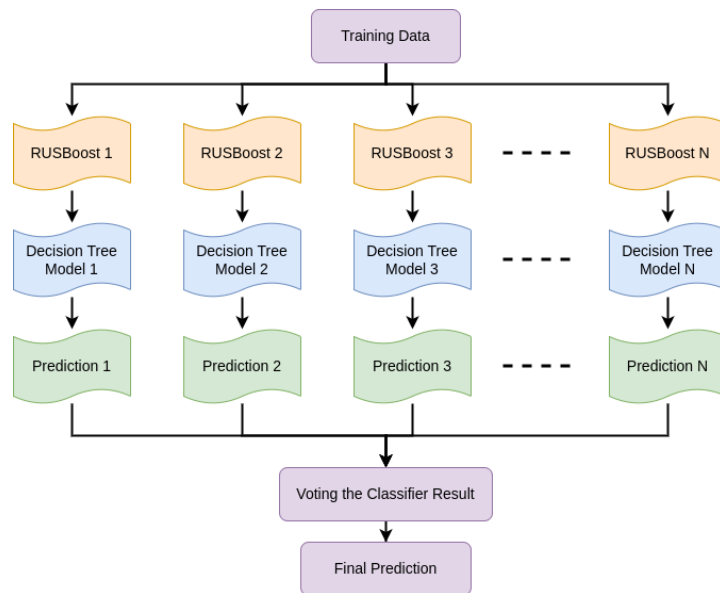 Training Data
RUSBoost 1
RUSBoost 2
RUSBoost 3
RUSBoost N
Decision Tree
Model 1
Decision Tree
Model 2
Decision Tree
Model 3
Decision Tree
Model N
Prediction 1
Prediction 2
Prediction 3
Prediction N
Voting the Classifier Result
Final Prediction